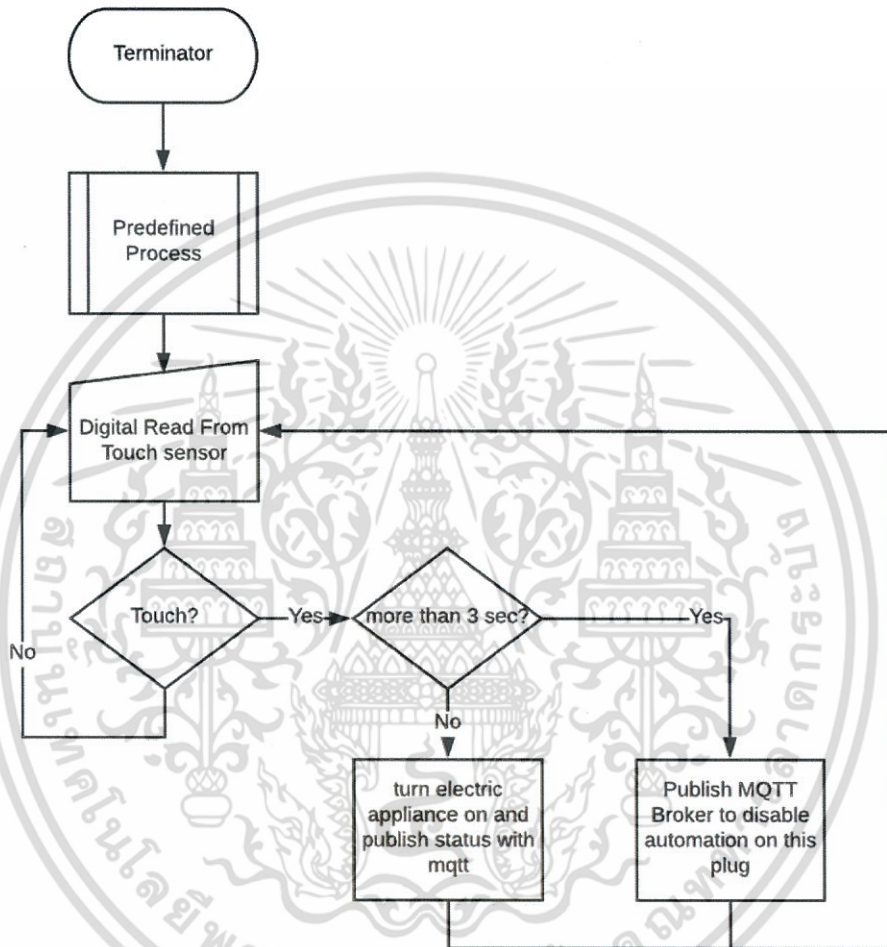 Terminator
Predefined
Process
Digital Read From
Touch sensor
Touch?
Yes
more than 3 sec?
Yes
No
No
turn electric
appliance on and
publish status with
mqtt
Publish MQTT
Broker to disable
automation on this
plug